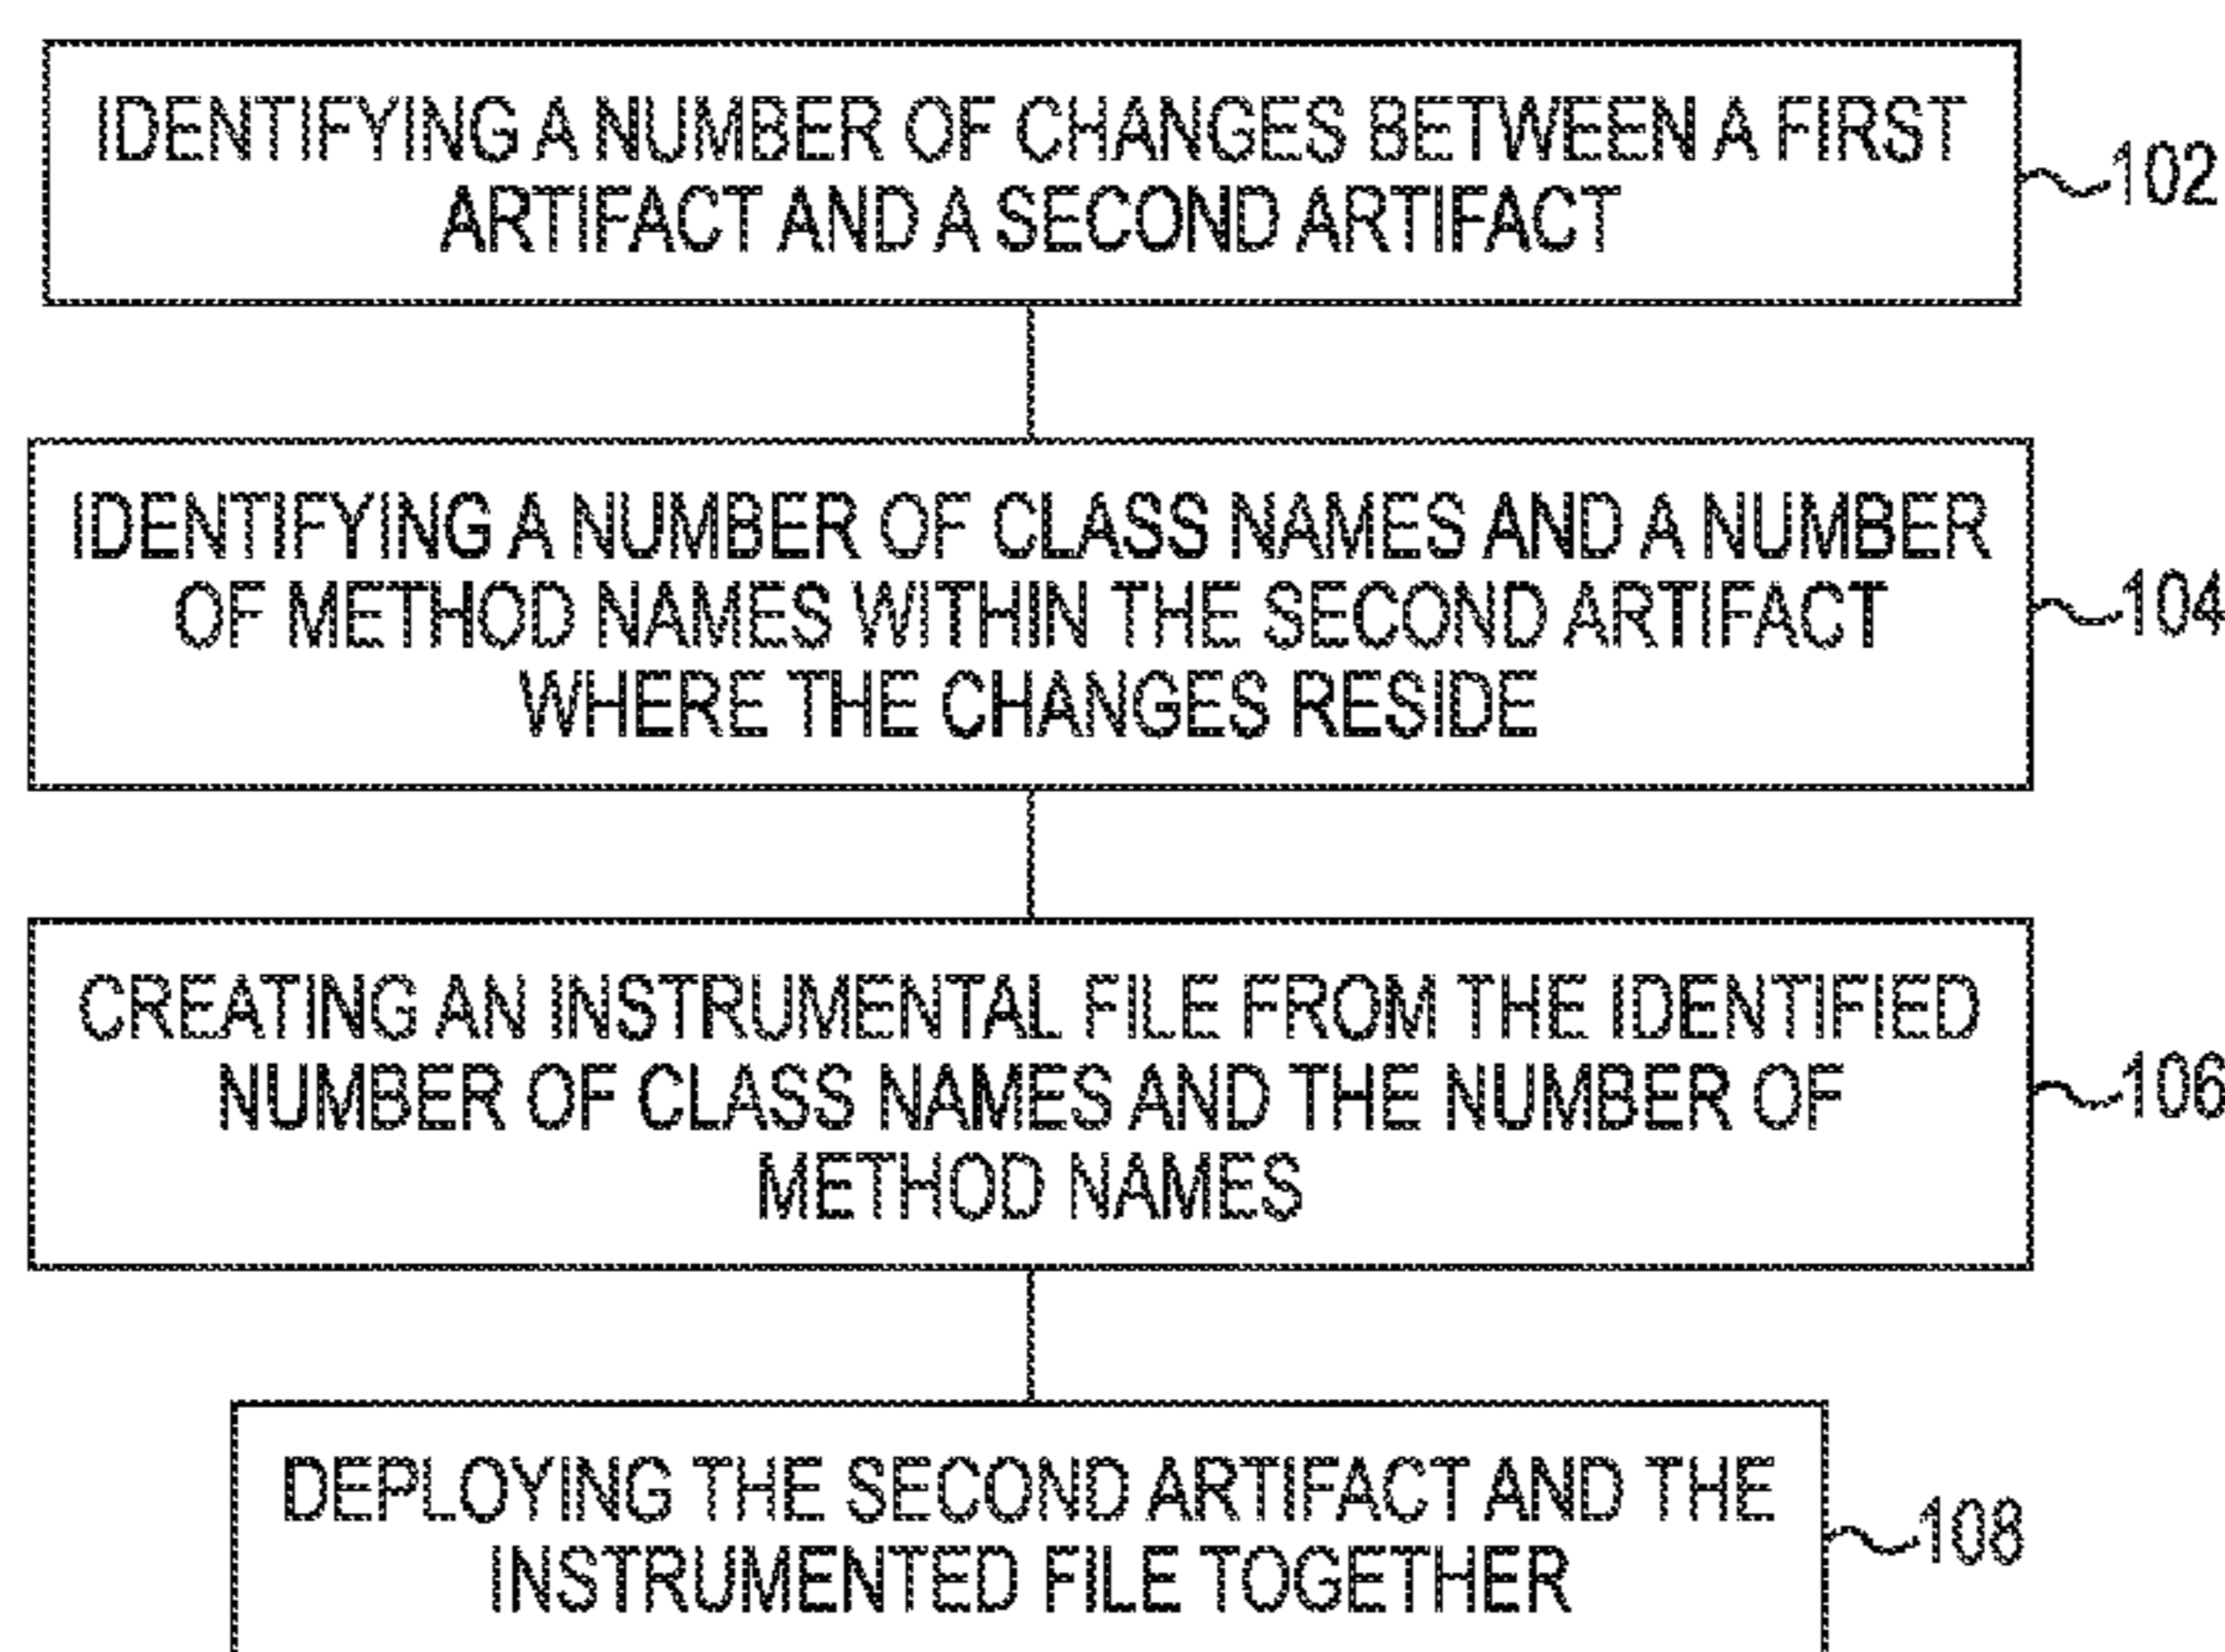 IDENTIFYING A NUMBER OF CHANGES BETWEEN A FIRST
ARTIFACT AND A SECOND ARTIFACT
102
IDENTIFYING A NUMBER OF CLASS NAMES AND A NUMBER
OF METHOD NAMES WITHIN THE SECOND ARTIFACT
WHERE THE CHANGES RESIDE
104
CREATING AN INSTRUMENTAL FILE FROM THE IDENTIFIED
NUMBER OF CLASS NAMES AND THE NUMBER OF
METHOD NAMES
106
DEPLOYING THE SECOND ARTIFACT AND THE
INSTRUMENTED FILE TOGETHER
108